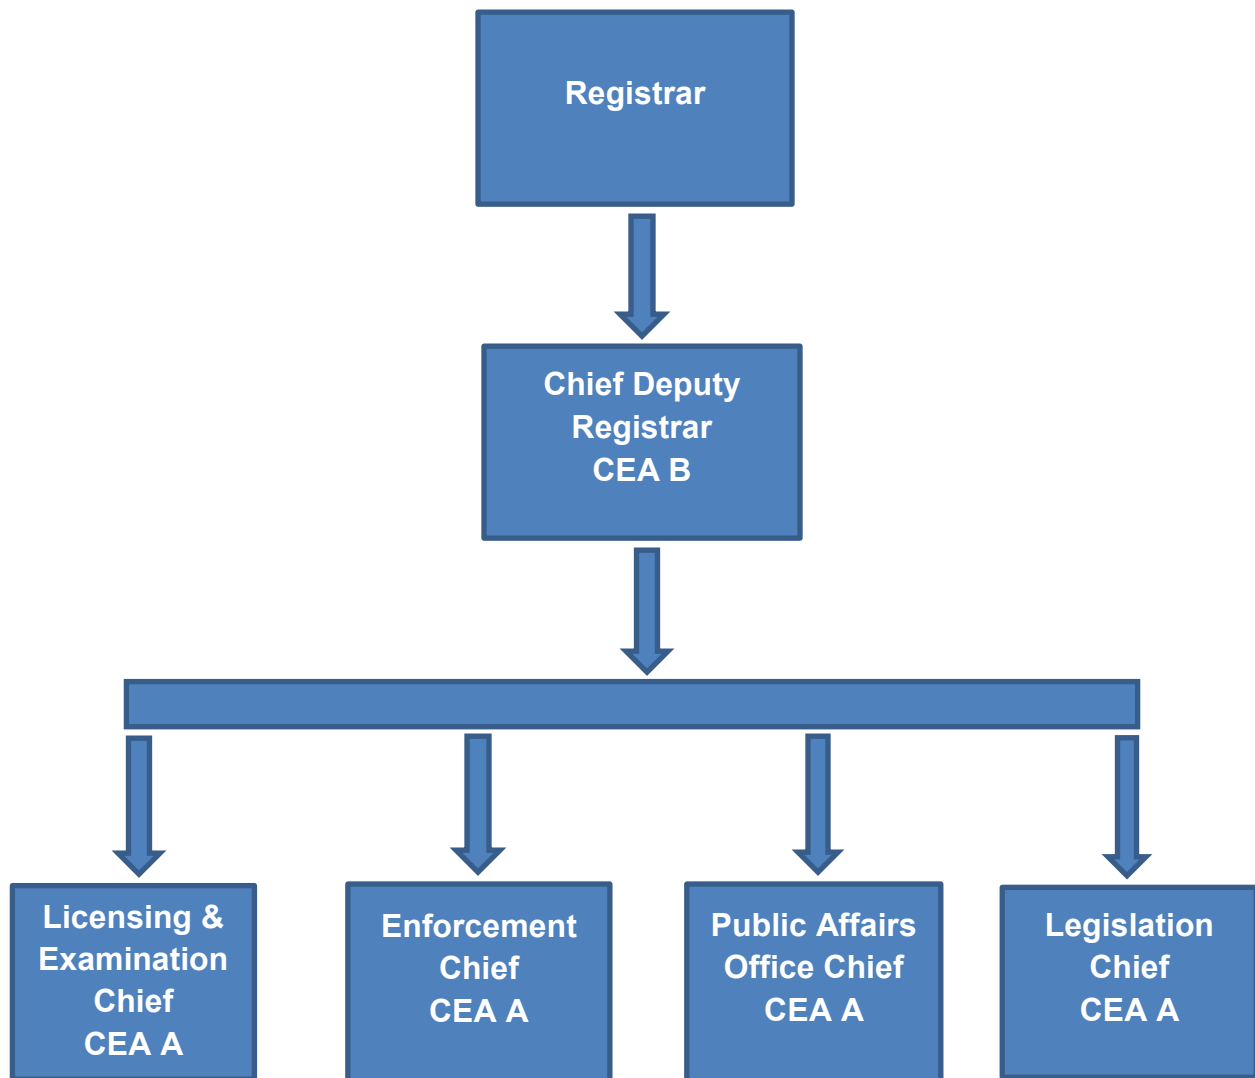 Registrar
Chief Deputy
Registrar
CEA B
Licensing &
Examination
Chief
CEA A
Enforcement
Chief
CEA A
Public Affairs
Office Chief
CEA A
Legislation
Chief
CEA A